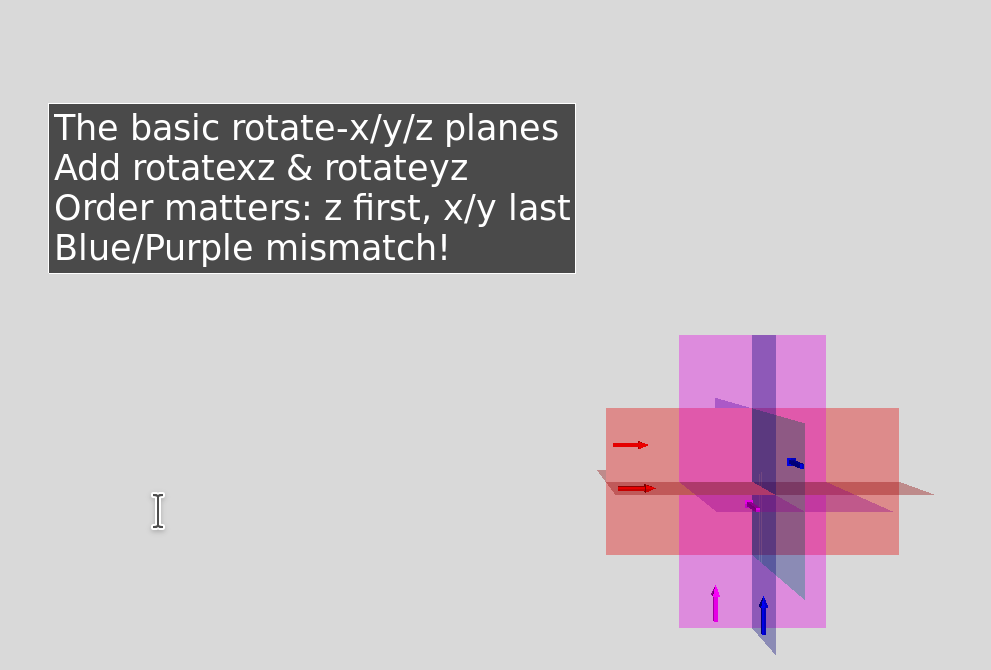 The basic rotate-x/y/z planes
Add rotatexz & rotateyz
Order matters: z first, x/y last
Blue/Purple mismatch!